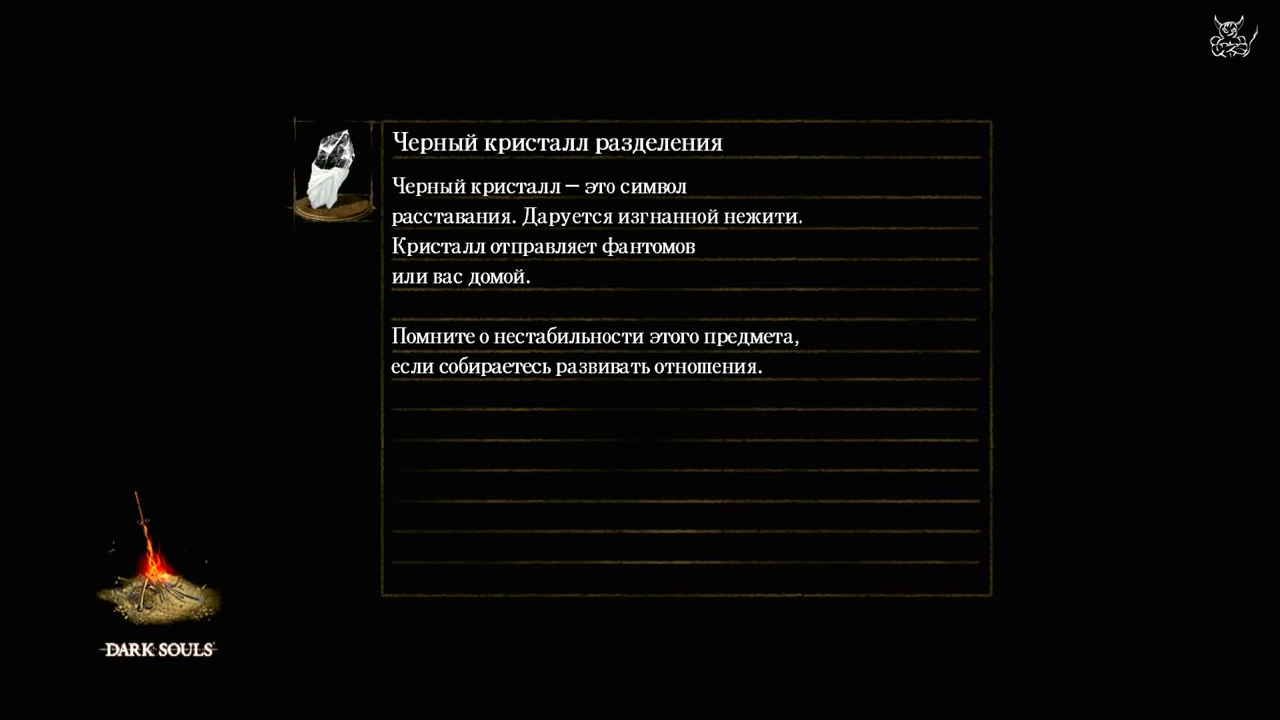 Черный кристалл разделения
Черный кристалл – это символ
расставания. Даруется изгнанной нежити.
Кристалл отправляет фантомов
или вас домой.
Помните о нестабильности этого предмета,
если собираетесь развивать отношения.
DARK SOULS